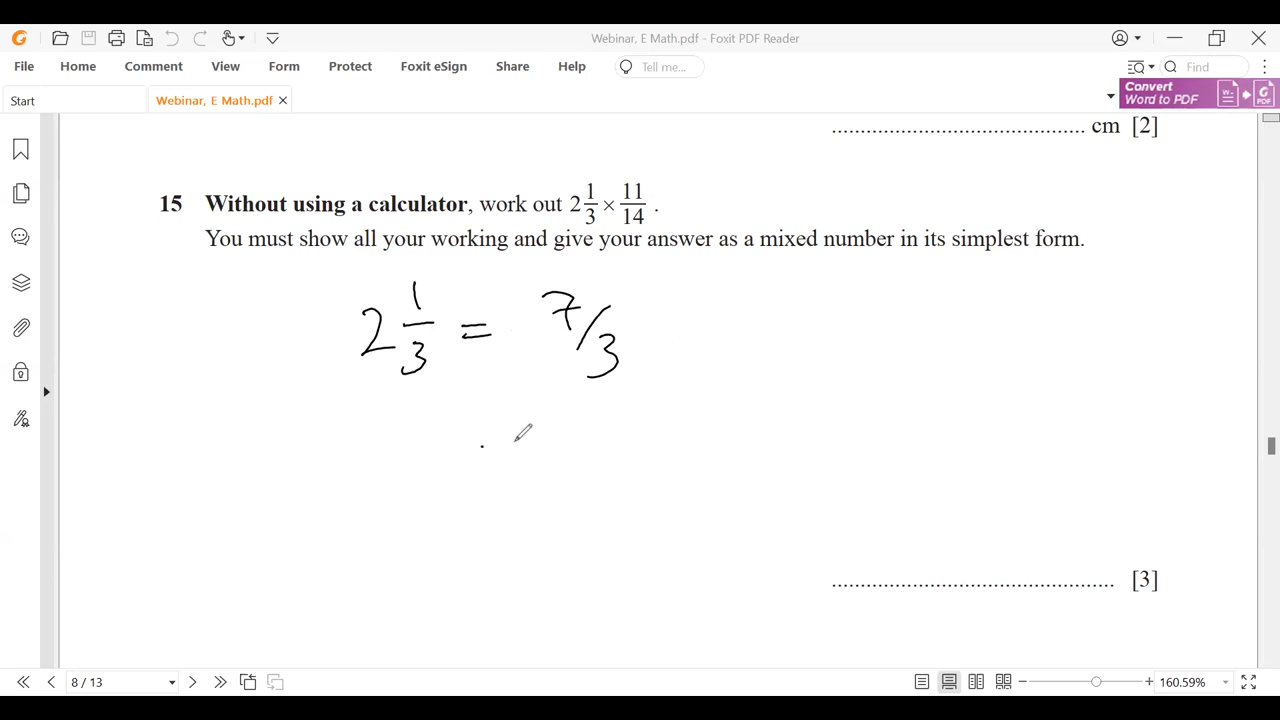 Webinar, E Math.pdf - Foxit PDF Reader
File Home Comment View Form Protect Foxit eSign Share Help Tell me... Find
Start Webinar, E Math.pdf Convert Word to PDF
.......................................... cm [2]
15 Without using a calculator, work out 2 1/3 × 11/14 .
You must show all your working and give your answer as a mixed number in its simplest form.
2 1/3 = 7/3
.............................................. [3]
8 / 13 160.59%